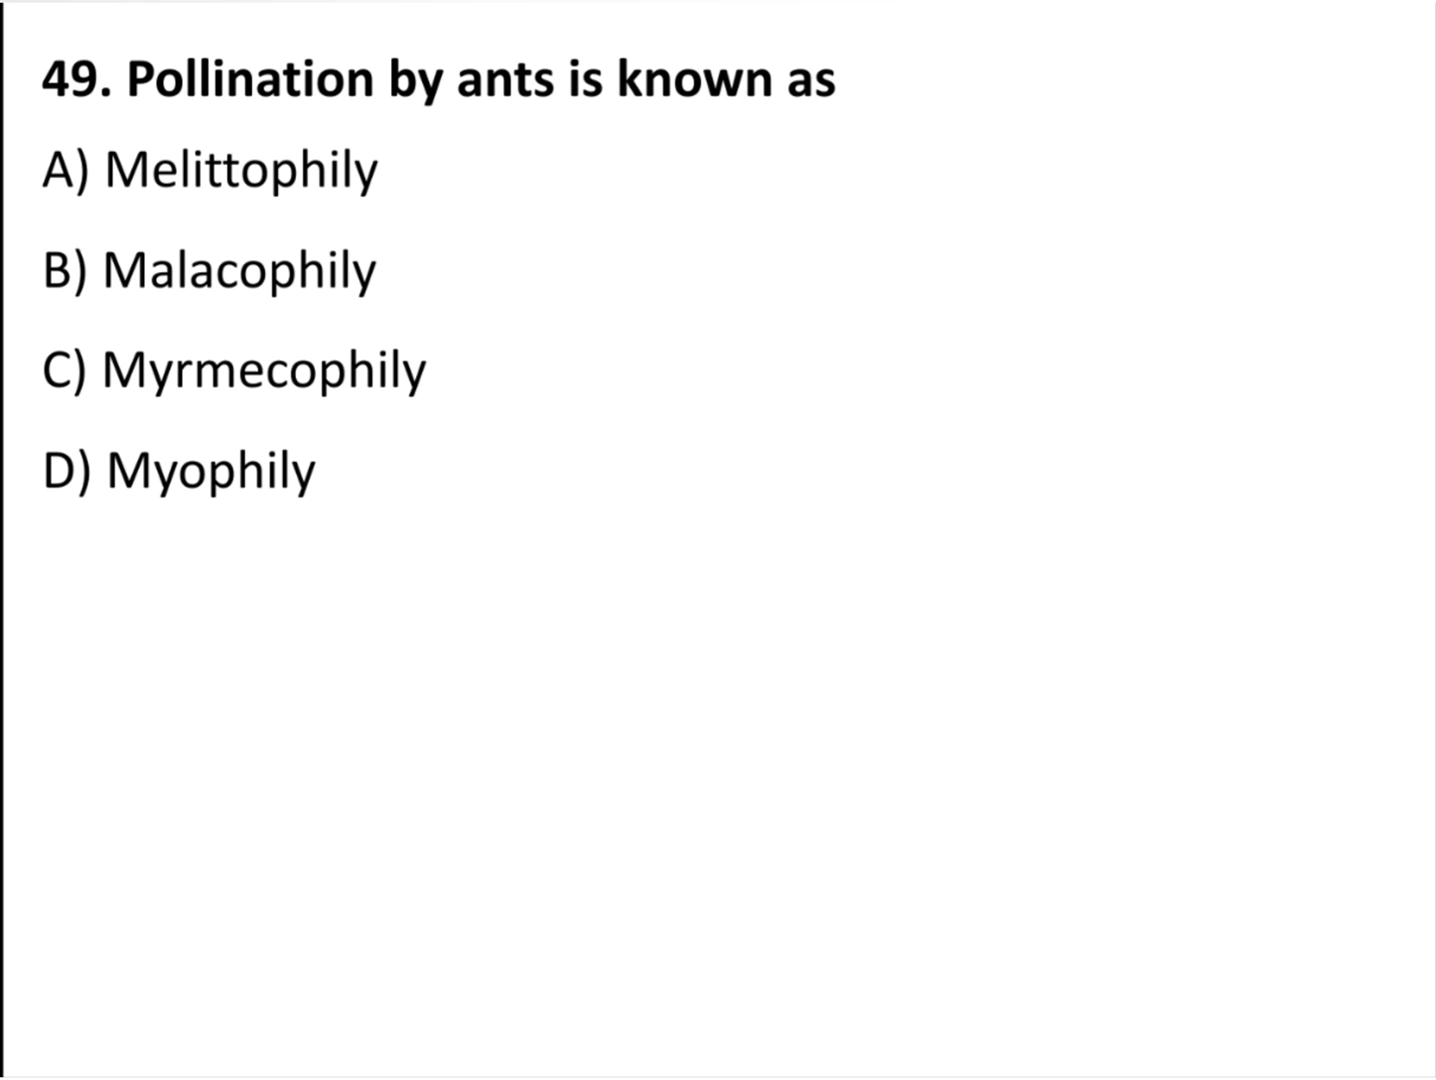 49. Pollination by ants is known as
A) Melittophily
B) Malacophily
C) Myrmecophily
D) Myophily